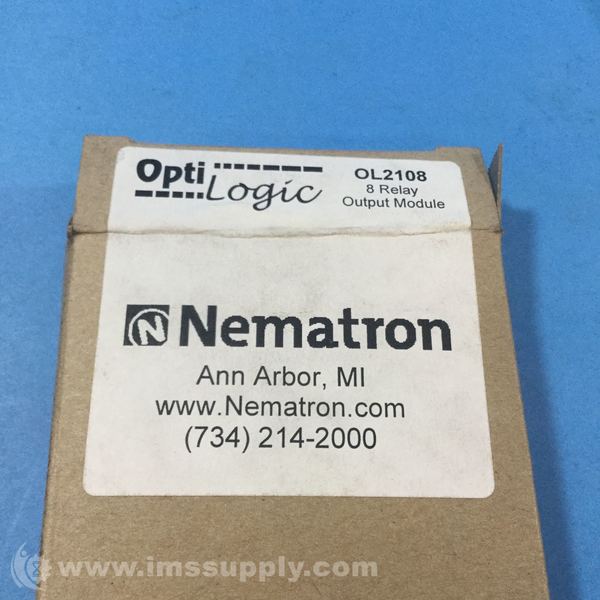 Opti Logic
OL2108
8 Relay
Output Module
N Nematron
Ann Arbor, MI
www.Nematron.com
(734) 214-2000
www.imssupply.com